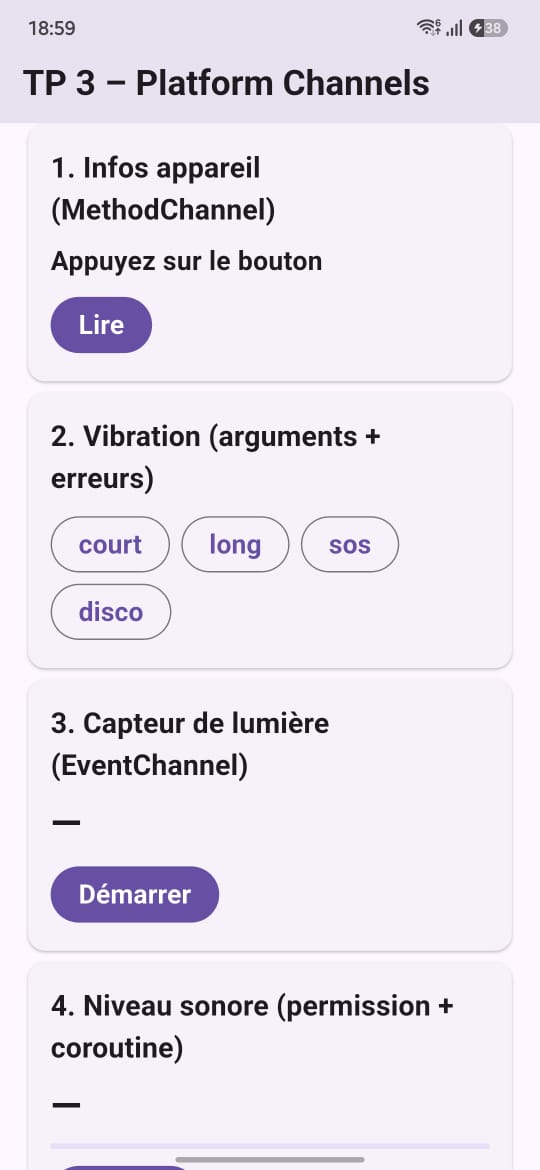 18:59
6
38
TP 3 – Platform Channels
1. Infos appareil
(MethodChannel)
Appuyez sur le bouton
Lire
2. Vibration (arguments +
erreurs)
court long sos
disco
3. Capteur de lumière
(EventChannel)
—
Démarrer
4. Niveau sonore (permission +
coroutine)
—